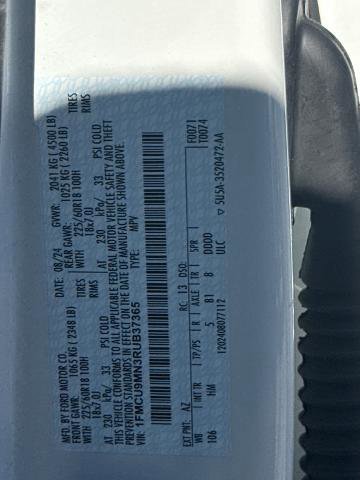 MFD. BY FORD MOTOR CO.
DATE: 08/24 GVWR: 2041 KG (4500 LB)
FRONT GAWR: 1065 KG (2348 LB) REAR GAWR: 1025 KG (2260 LB)
WITH 225/60R18 100H TIRES WITH 225/60R18 100H TIRES
18x7.0J RIMS 18x7.0J RIMS
AT 230 kPa/ 33 PSI COLD AT 230 kPa/ 33 PSI COLD
THIS VEHICLE CONFORMS TO ALL APPLICABLE FEDERAL MOTOR VEHICLE SAFETY AND THEFT
PREVENTION STANDARDS IN EFFECT ON THE DATE OF MANUFACTURE SHOWN ABOVE.
VIN: 1FMCU9MN3RUB37365 TYPE: MPV
F0071
T0074
EXT PNT: AZ RC: 13 DSO:
WB INT TR TP/PS R AXLE TR SPR
106 HM 5 B1 8 DDDD
1202408077112 ULC
▽ 5U5A-3520472-AA